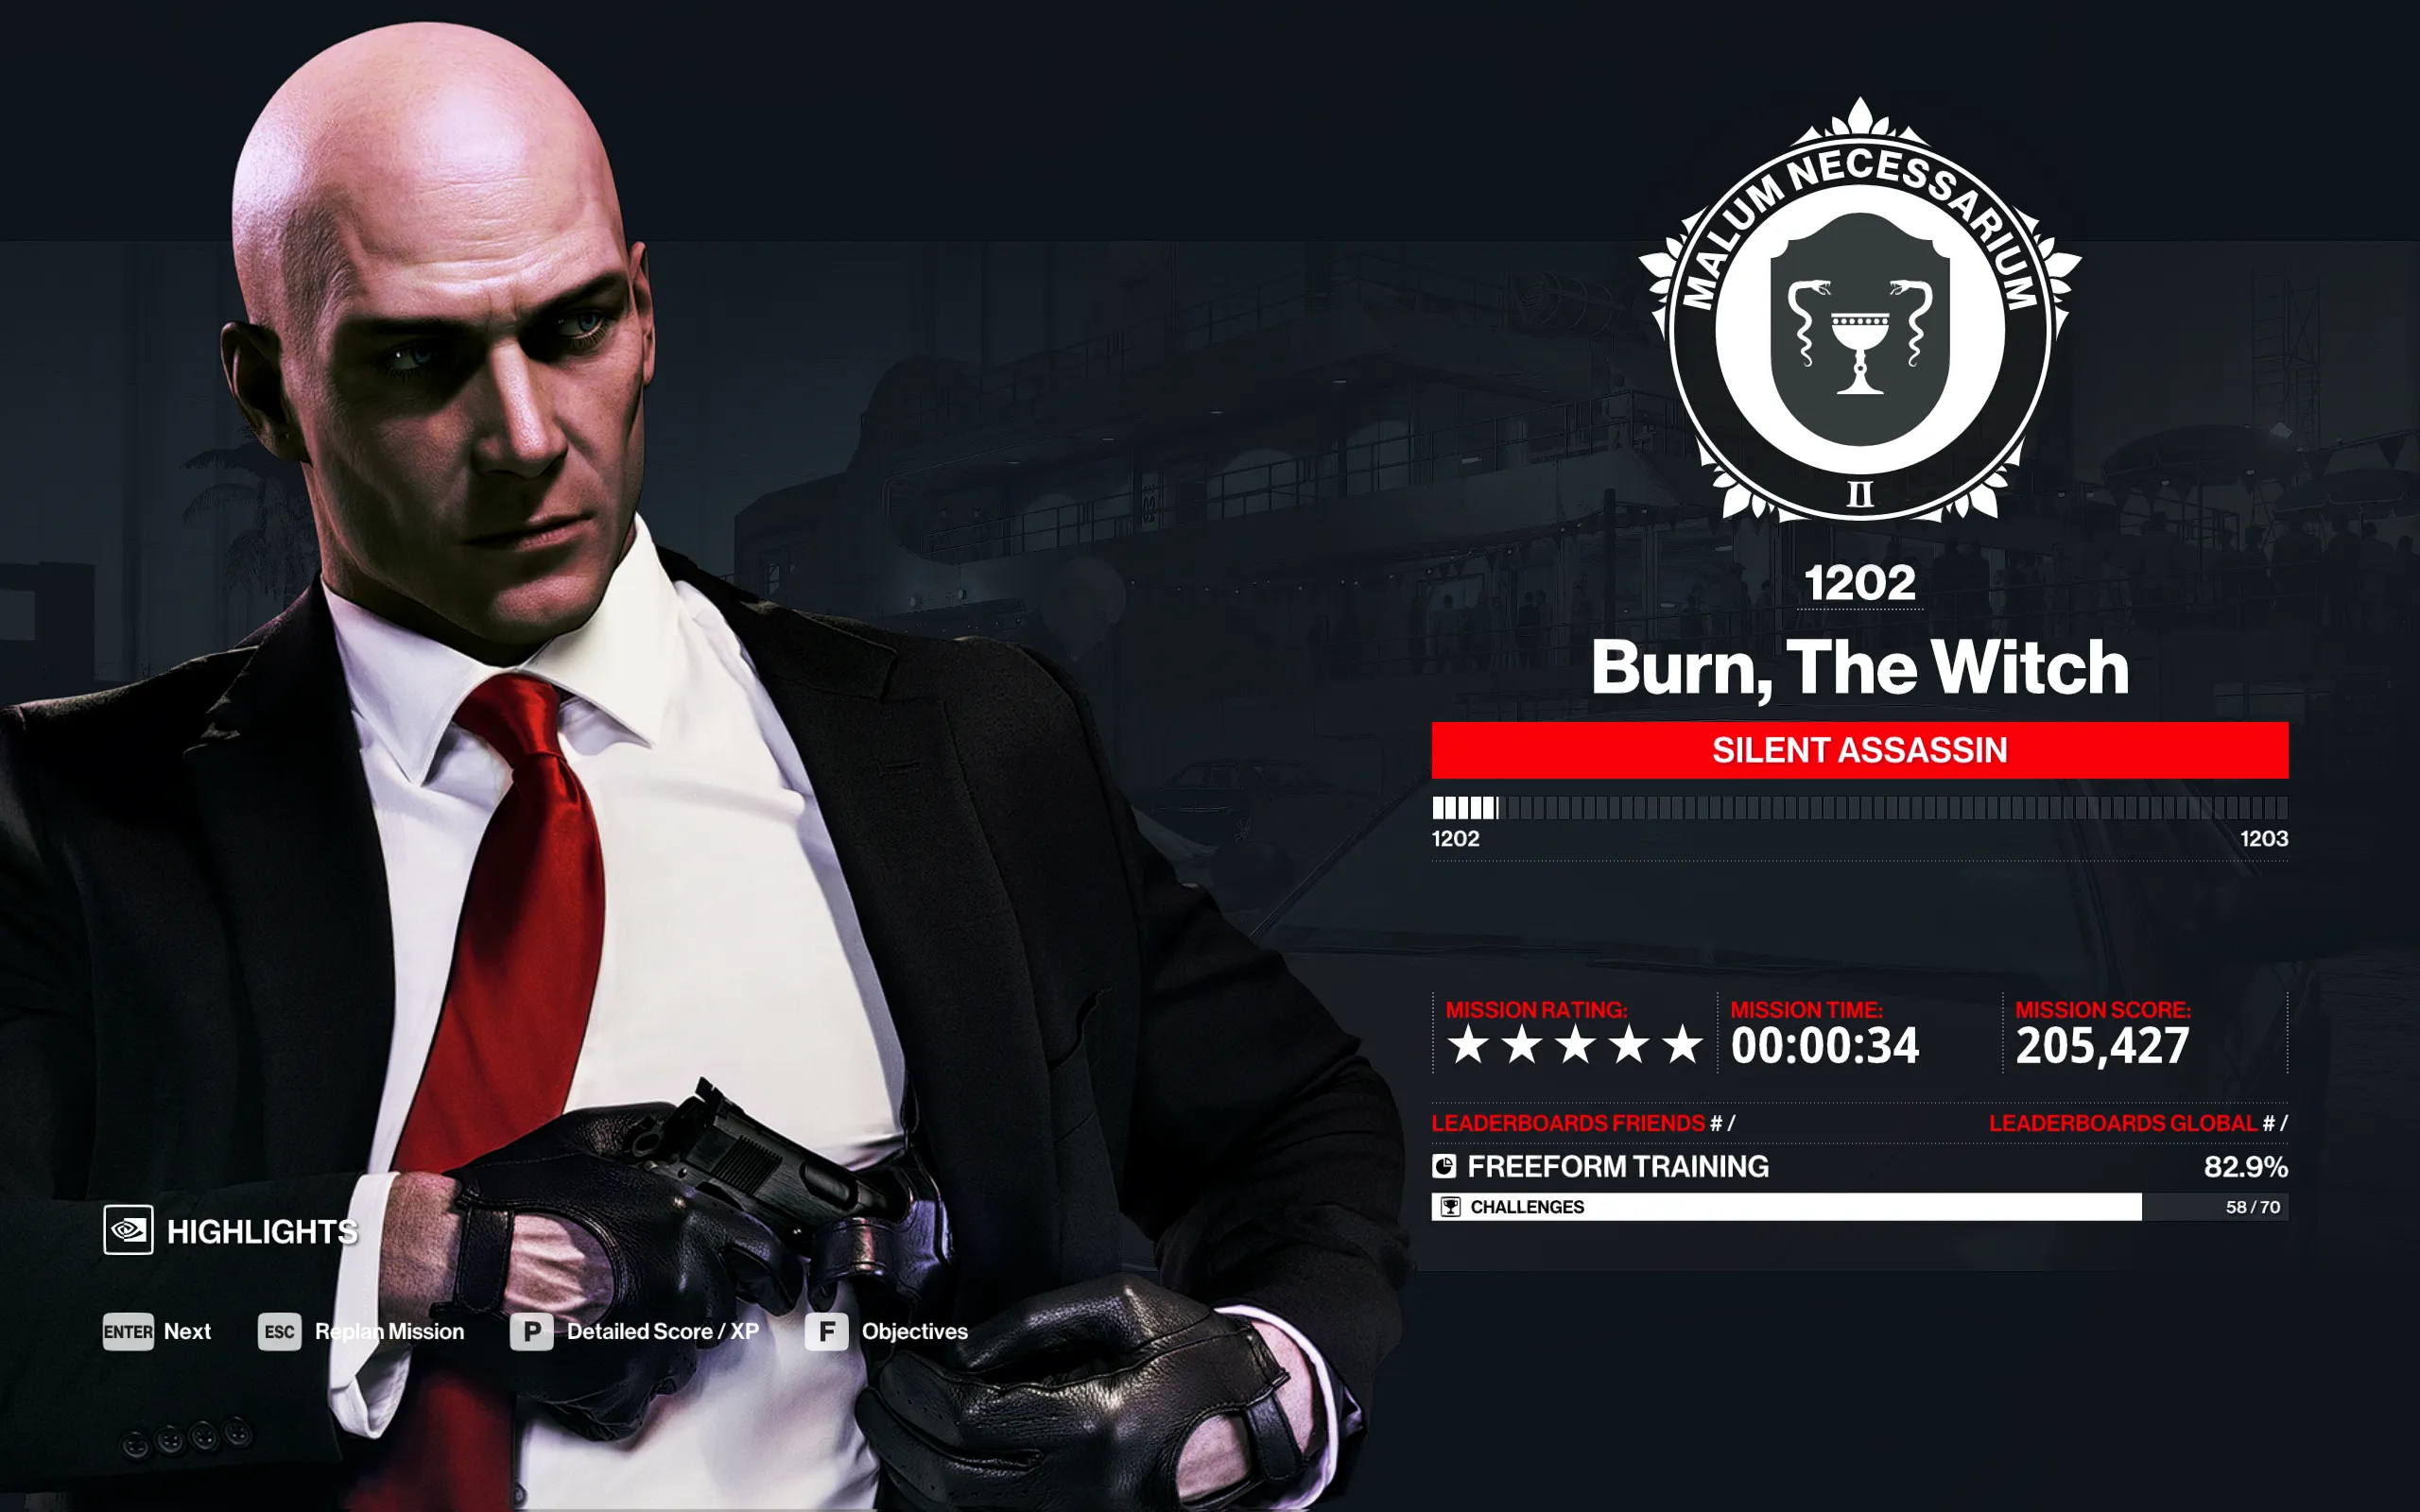 MALUM NECESSARIUM
II
1202
Burn, The Witch
SILENT ASSASSIN
1202 1203
MISSION RATING: MISSION TIME: MISSION SCORE:
00:00:34 205,427
LEADERBOARDS FRIENDS # / LEADERBOARDS GLOBAL # /
FREEFORM TRAINING 82.9%
CHALLENGES 58 / 70
HIGHLIGHTS
ENTER Next ESC Replan Mission P Detailed Score / XP F Objectives